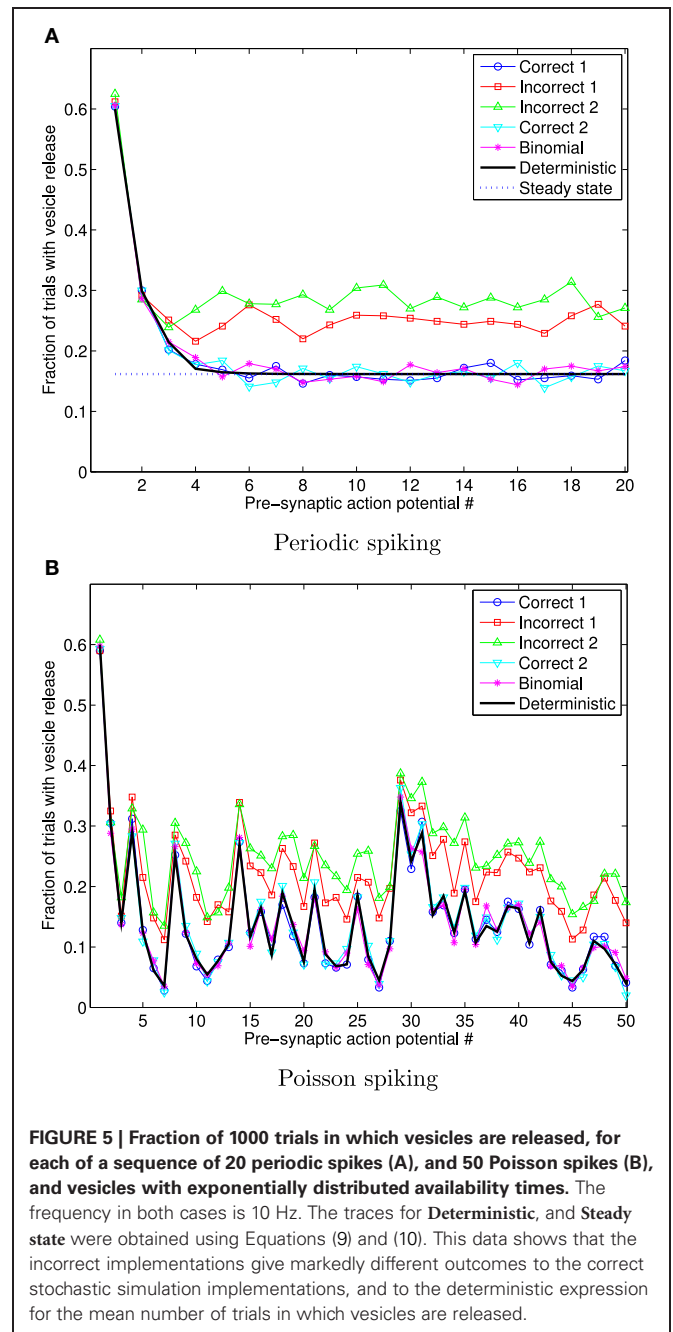 A
Fraction of trials with vesicle release
0.6
0.5
0.4
0.3
0.2
0.1
0
2 4 6 8 10 12 14 16 18 20
Pre−synaptic action potential #
Correct 1
Incorrect 1
Incorrect 2
Correct 2
Binomial
Deterministic
Steady state
Periodic spiking
B
Fraction of trials with vesicle release
0.6
0.5
0.4
0.3
0.2
0.1
0
5 10 15 20 25 30 35 40 45 50
Pre−synaptic action potential #
Correct 1
Incorrect 1
Incorrect 2
Correct 2
Binomial
Deterministic
Poisson spiking
FIGURE 5 | Fraction of 1000 trials in which vesicles are released, for
each of a sequence of 20 periodic spikes (A), and 50 Poisson spikes (B),
and vesicles with exponentially distributed availability times. The
frequency in both cases is 10 Hz. The traces for Deterministic, and Steady
state were obtained using Equations (9) and (10). This data shows that the
incorrect implementations give markedly different outcomes to the correct
stochastic simulation implementations, and to the deterministic expression
for the mean number of trials in which vesicles are released.